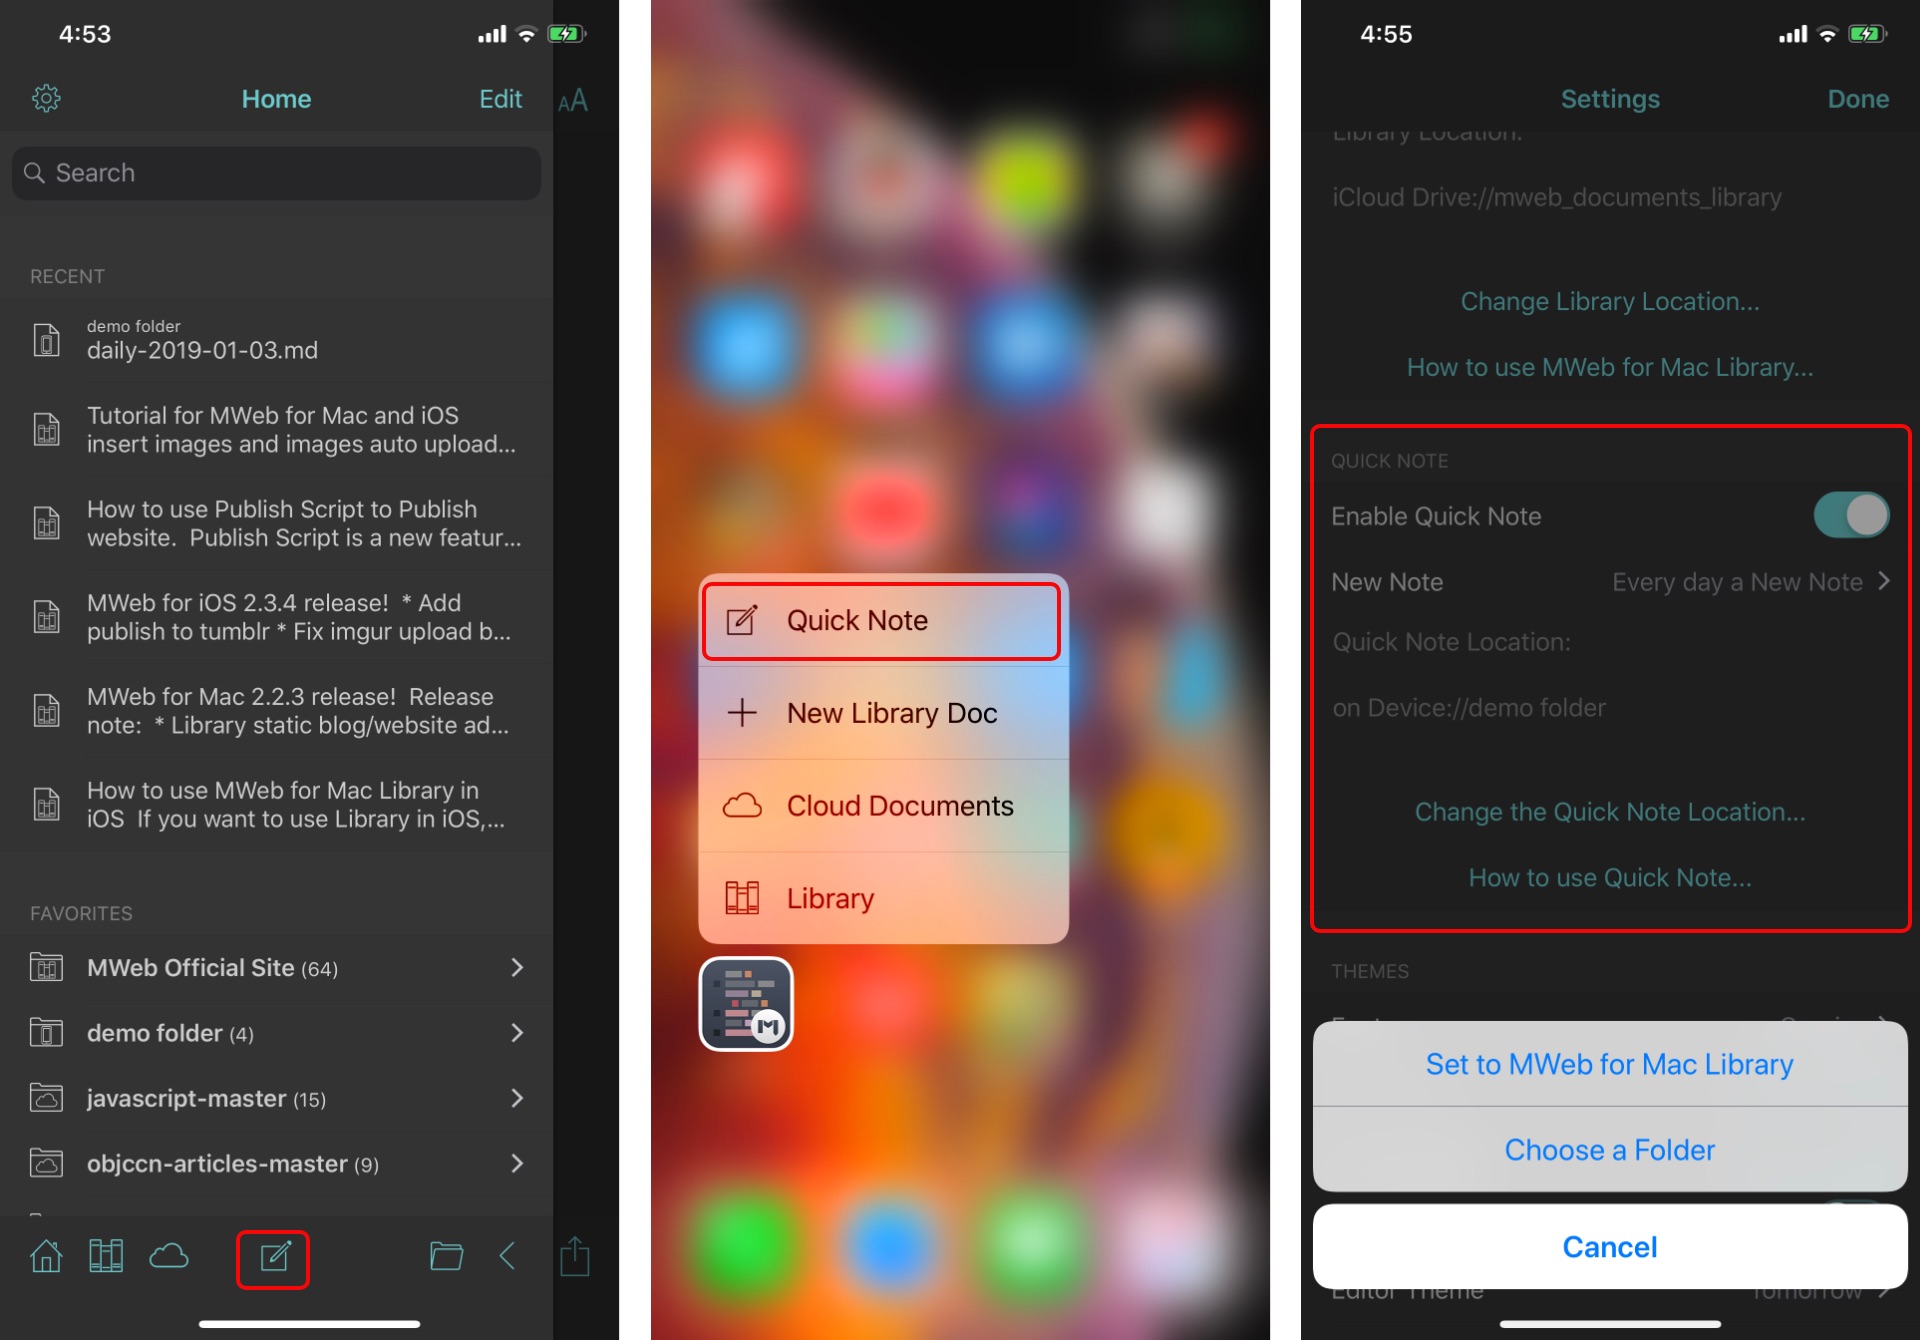 4:53
Home
Edit
AA
Search
RECENT
demo folder
daily-2019-01-03.md
Tutorial for MWeb for Mac and iOS
insert images and images auto upload...
How to use Publish Script to Publish
website.  Publish Script is a new featur...
MWeb for iOS 2.3.4 release!  * Add
publish to tumblr * Fix imgur upload b...
MWeb for Mac 2.2.3 release!  Release
note:  * Library static blog/website ad...
How to use MWeb for Mac Library in
iOS  If you want to use Library in iOS,...
FAVORITES
MWeb Official Site (64)
demo folder (4)
javascript-master (15)
objccn-articles-master (9)
Quick Note
New Library Doc
Cloud Documents
Library
M
4:55
Settings
Done
Library Location:
iCloud Drive://mweb_documents_library
Change Library Location...
How to use MWeb for Mac Library...
QUICK NOTE
Enable Quick Note
New Note
Every day a New Note
Quick Note Location:
on Device://demo folder
Change the Quick Note Location...
How to use Quick Note...
THEMES
Set to MWeb for Mac Library
Choose a Folder
Cancel
Editor Theme
Tomorrow